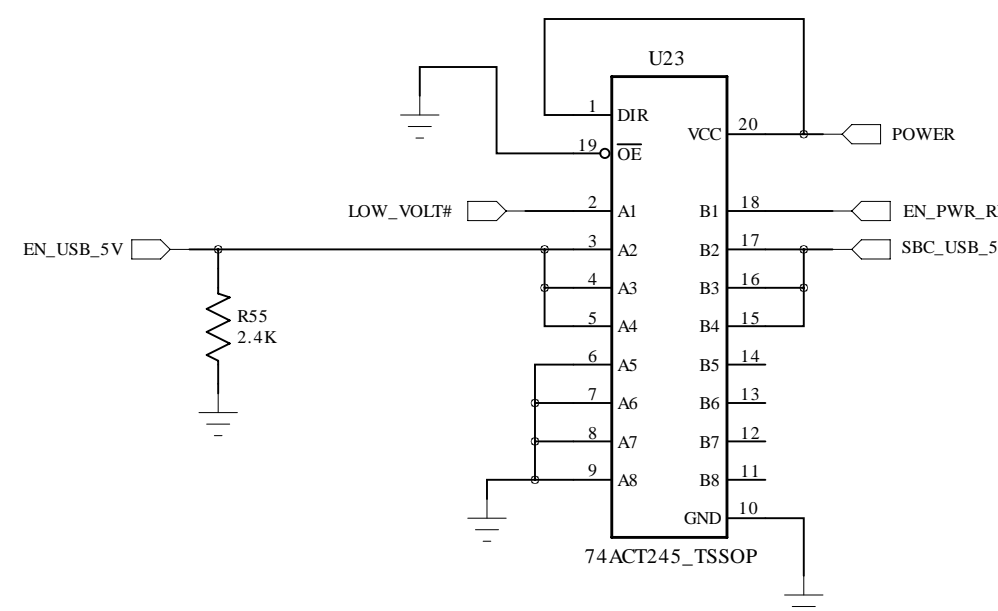 U23
1 DIR
VCC 20 POWER
19 OE
LOW_VOLT# 2 A1 B1 18 EN_PWR_R
EN_USB_5V 3 A2 B2 17 SBC_USB_5
4 A3 B3 16
R55
2.4K
5 A4 B4 15
6 A5 B5 14
7 A6 B6 13
8 A7 B7 12
9 A8 B8 11
GND 10
74ACT245_TSSOP